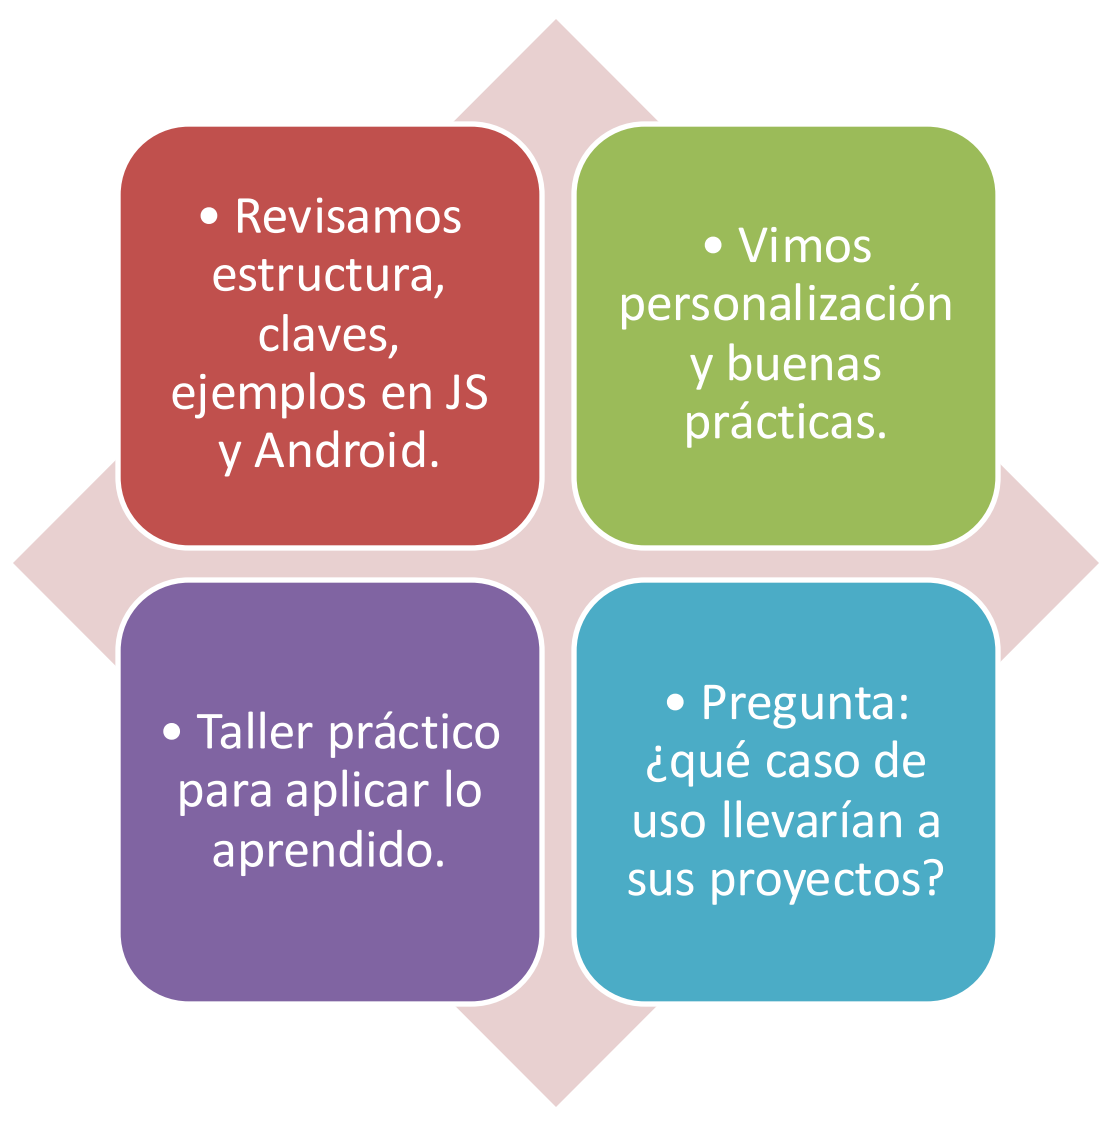 • Revisamos
estructura,
claves,
ejemplos en JS
y Android.
• Vimos
personalización
y buenas
prácticas.
• Taller práctico
para aplicar lo
aprendido.
• Pregunta:
¿qué caso de
uso llevarían a
sus proyectos?